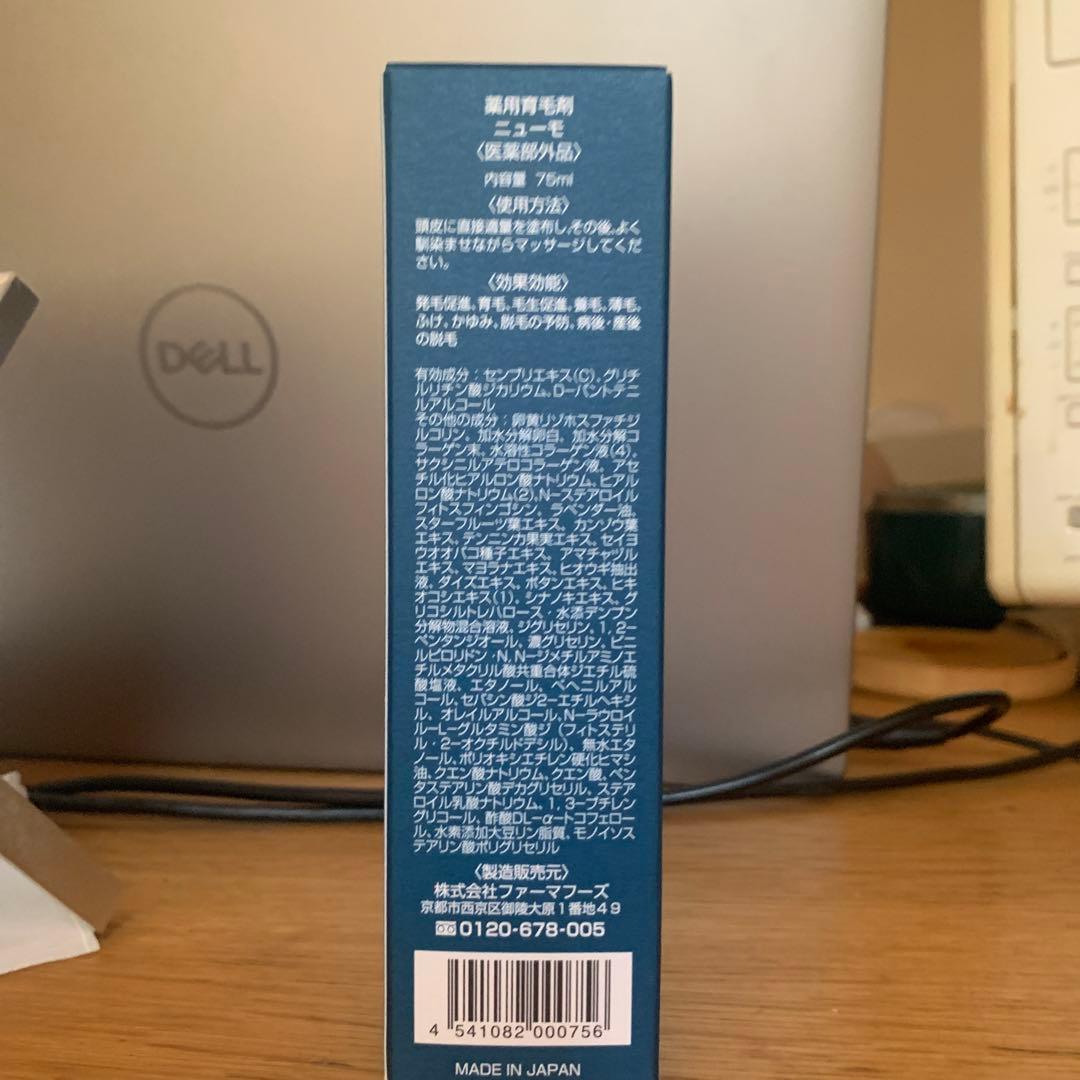 薬用育毛剤
ニューモ
〈医薬部外品〉
内容量 75ml
〈使用方法〉
頭皮に直接適量を塗布し、その後、よく
馴染ませながらマッサージしてくだ
さい。
〈効果効能〉
発毛促進、育毛、毛生促進、養毛、薄毛、
ふけ、かゆみ、脱毛の予防、病後・産後
の脱毛
有効成分：センブリエキス(C)、グリチ
ルリチン酸ジカリウム、D-パントテニ
ルアルコール
その他の成分：卵黄リゾホスファチジ
ルコリン、加水分解卵白、加水分解コ
ラーゲン末、水溶性コラーゲン液(4)、
サクシニルアテロコラーゲン液、アセ
チル化ヒアルロン酸ナトリウム、ヒアル
ロン酸ナトリウム(2)、N-ステアロイル
フィトスフィンゴシン、ラベンダー油、
スターフルーツ葉エキス、カンゾウ葉
エキス、テンニンカ果実エキス、セイヨ
ウオオバコ種子エキス、アマチャヅル
エキス、マヨラナエキス、ヒオウギ抽出
液、ダイズエキス、ボタンエキス、ヒキ
オコシエキス(1)、シナノキエキス、グ
リコシルトレハロース・水添デンプン
分解物混合溶液、ジグリセリン、1,2-
ペンタンジオール、濃グリセリン、ビニ
ルピロリドン・N,N-ジメチルアミノエ
チルメタクリル酸共重合体ジエチル硫
酸塩液、エタノール、ベヘニルアル
コール、セバシン酸ジ2-エチルヘキシ
ル、オレイルアルコール、N-ラウロイ
ル-L-グルタミン酸ジ(フィトステリ
ル・2-オクチルドデシル)、無水エタ
ノール、ポリオキシエチレン硬化ヒマシ
油、クエン酸ナトリウム、クエン酸、ペン
タステアリン酸デカグリセリル、ステア
ロイル乳酸ナトリウム、1,3-ブチレン
グリコール、酢酸DL-α-トコフェロー
ル、水素添加大豆リン脂質、モノイソス
テアリン酸ポリグリセリル
〈製造販売元〉
株式会社ファーマフーズ
京都市西京区御陵大原1番地49
0120-678-005
4 541082 000756
MADE IN JAPAN
DELL